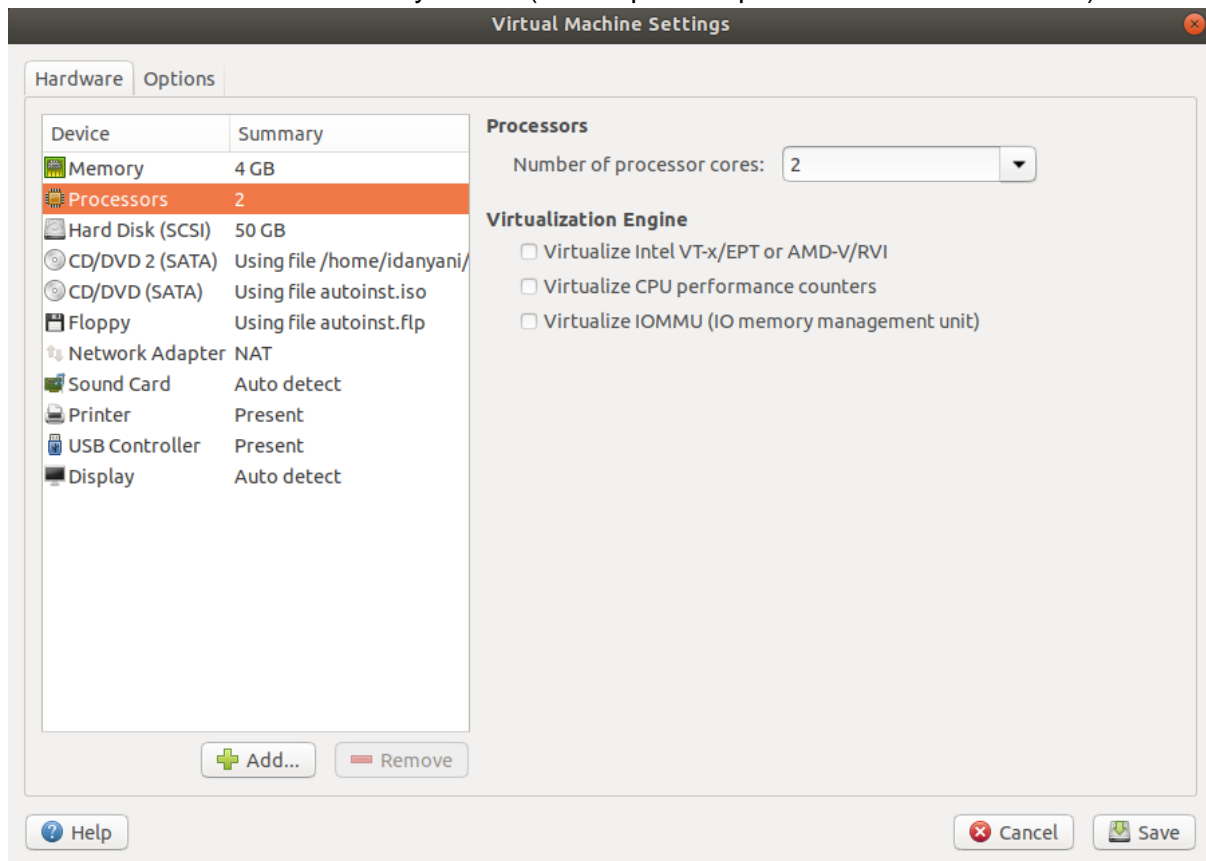 Virtual Machine Settings
Hardware Options
Device Summary
Memory 4 GB
Processors 2
Hard Disk (SCSI) 50 GB
CD/DVD 2 (SATA) Using file /home/idanyani/
CD/DVD (SATA) Using file autoinst.iso
Floppy Using file autoinst.flp
Network Adapter NAT
Sound Card Auto detect
Printer Present
USB Controller Present
Display Auto detect
Add... Remove
Processors
Number of processor cores: 2
Virtualization Engine
Virtualize Intel VT-x/EPT or AMD-V/RVI
Virtualize CPU performance counters
Virtualize IOMMU (IO memory management unit)
Help Cancel Save